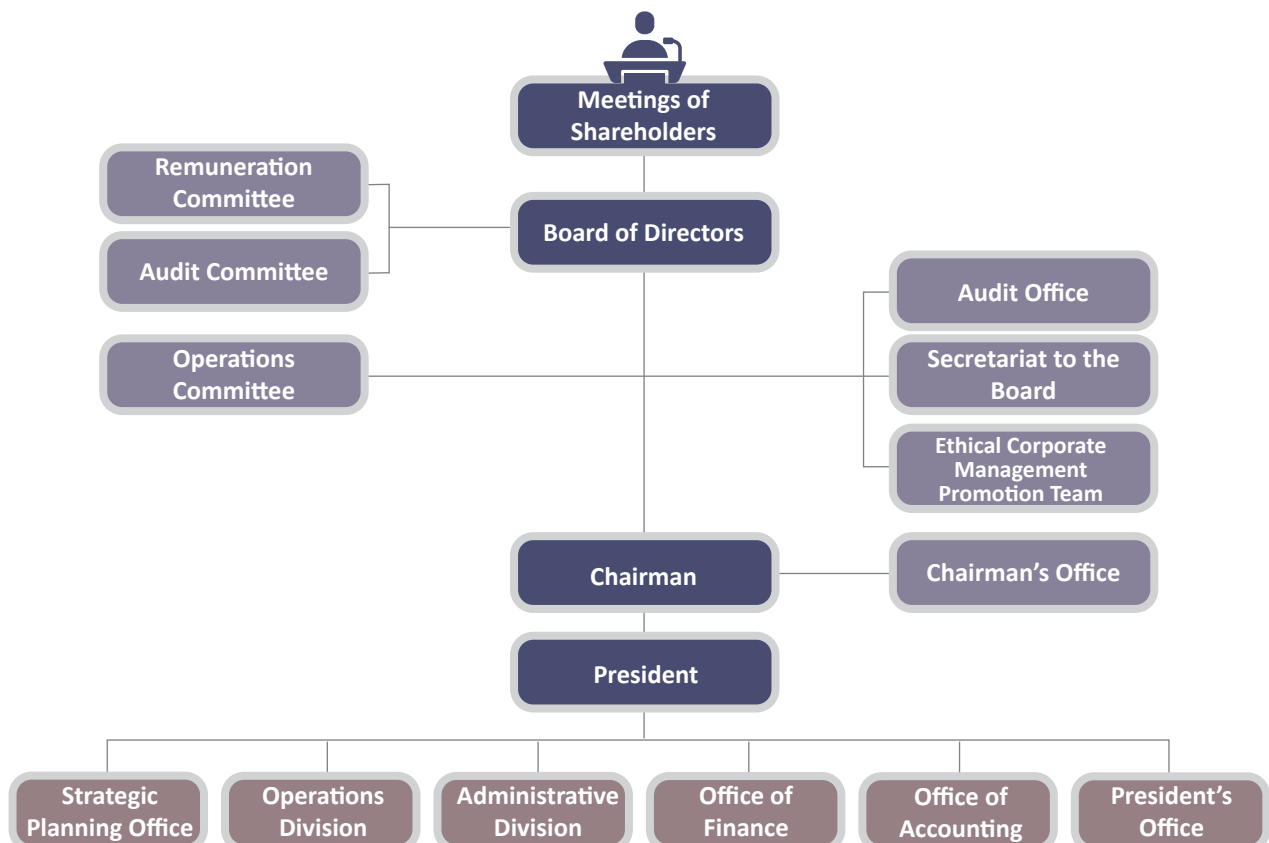 Meetings of
Shareholders
Remuneration
Committee
Board of Directors
Audit Committee
Audit Office
Operations
Committee
Secretariat to the
Board
Ethical Corporate
Management
Promotion Team
Chairman
Chairman’s Office
President
Strategic
Planning Office
Operations
Division
Administrative
Division
Office of
Finance
Office of
Accounting
President’s
Office